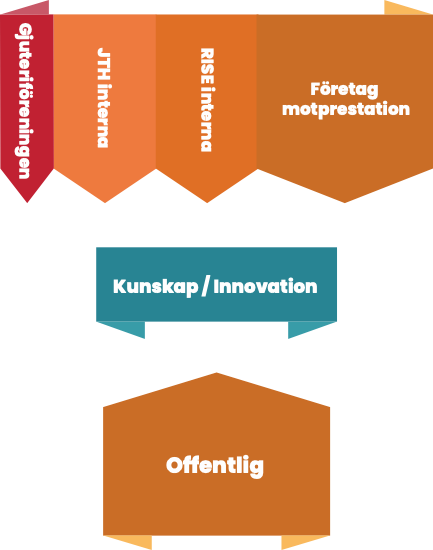 Gjuteriföreningen
JTH interna
RISE interna
Företag
motprestation
Kunskap / Innovation
Offentlig